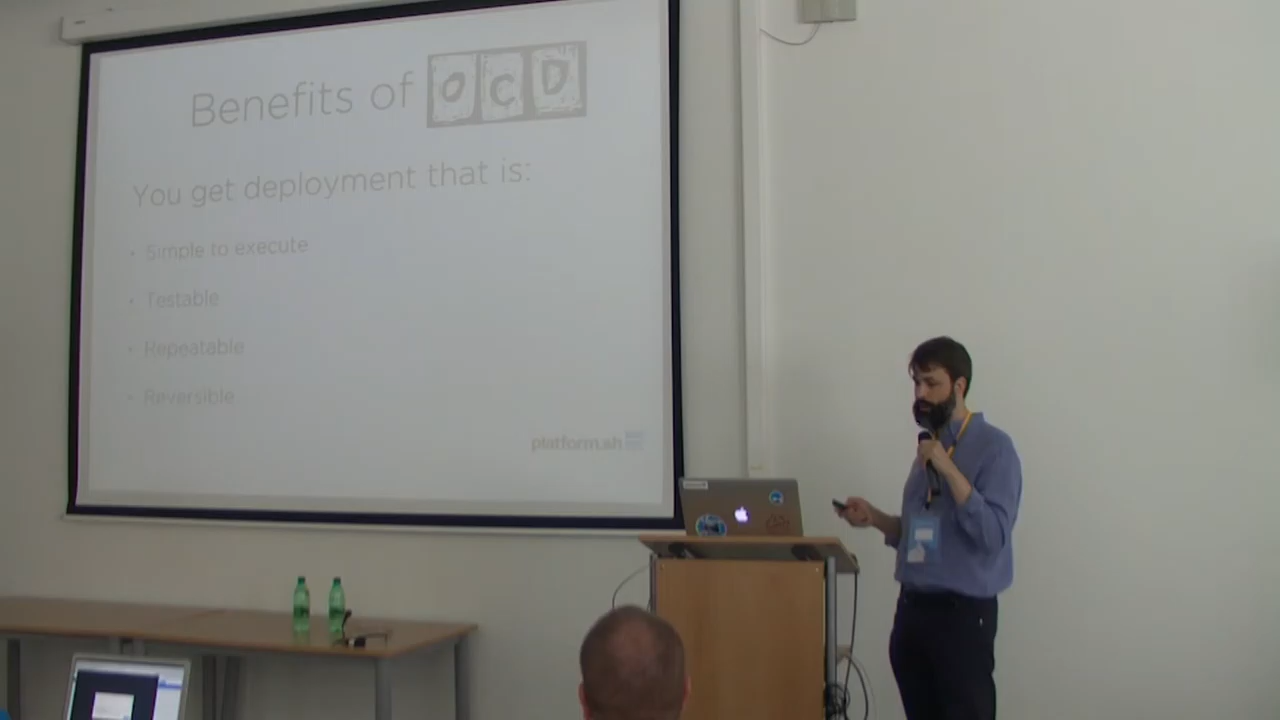 Benefits of OCD
You get deployment that is:
• Simple to execute
• Testable
• Repeatable
• Reversible
platform.sh